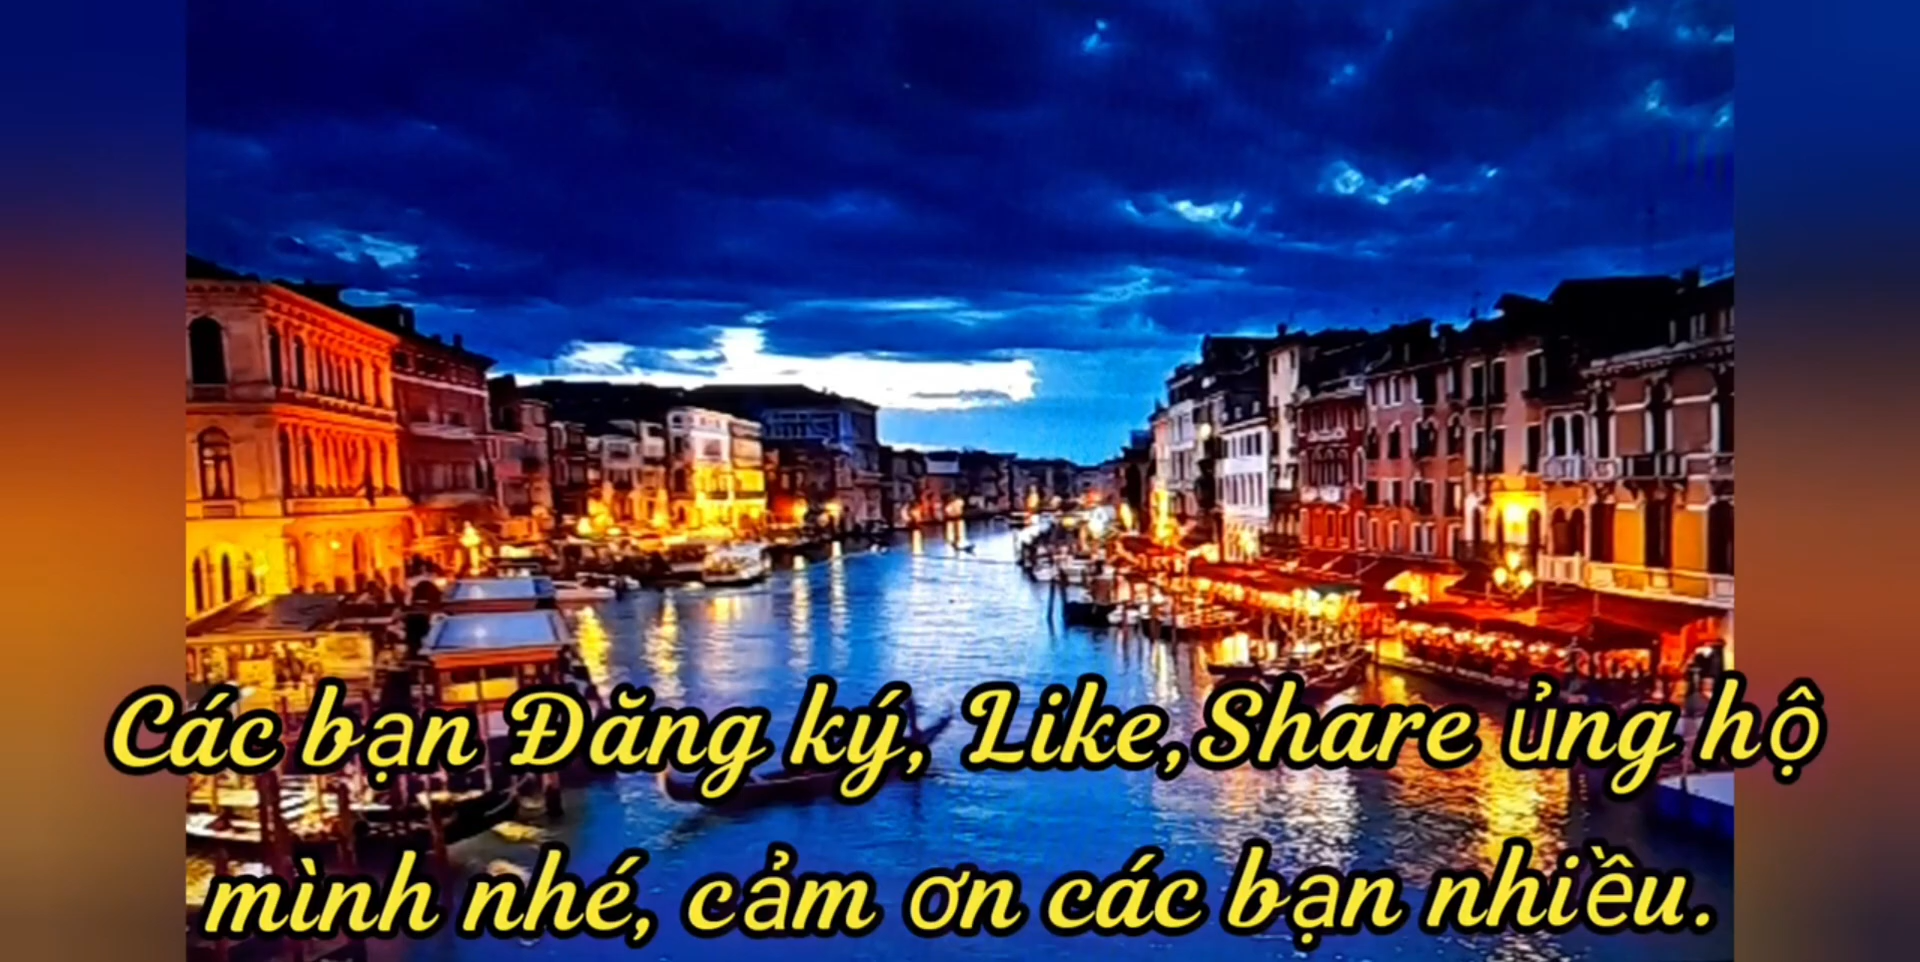 Các bạn Đăng ký, Like,Share ủng hộ
mình nhé, cảm ơn các bạn nhiều.